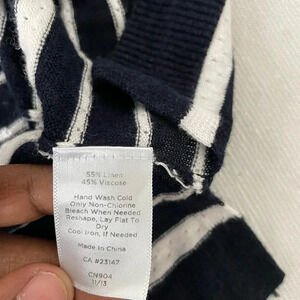 55% Linen
45% Viscose
Hand Wash Cold
Only Non-Chlorine
Bleach When Needed
Reshape, Lay Flat To
Dry
Cool Iron, If Needed
Made In China
CA #23147
CN904
11/13